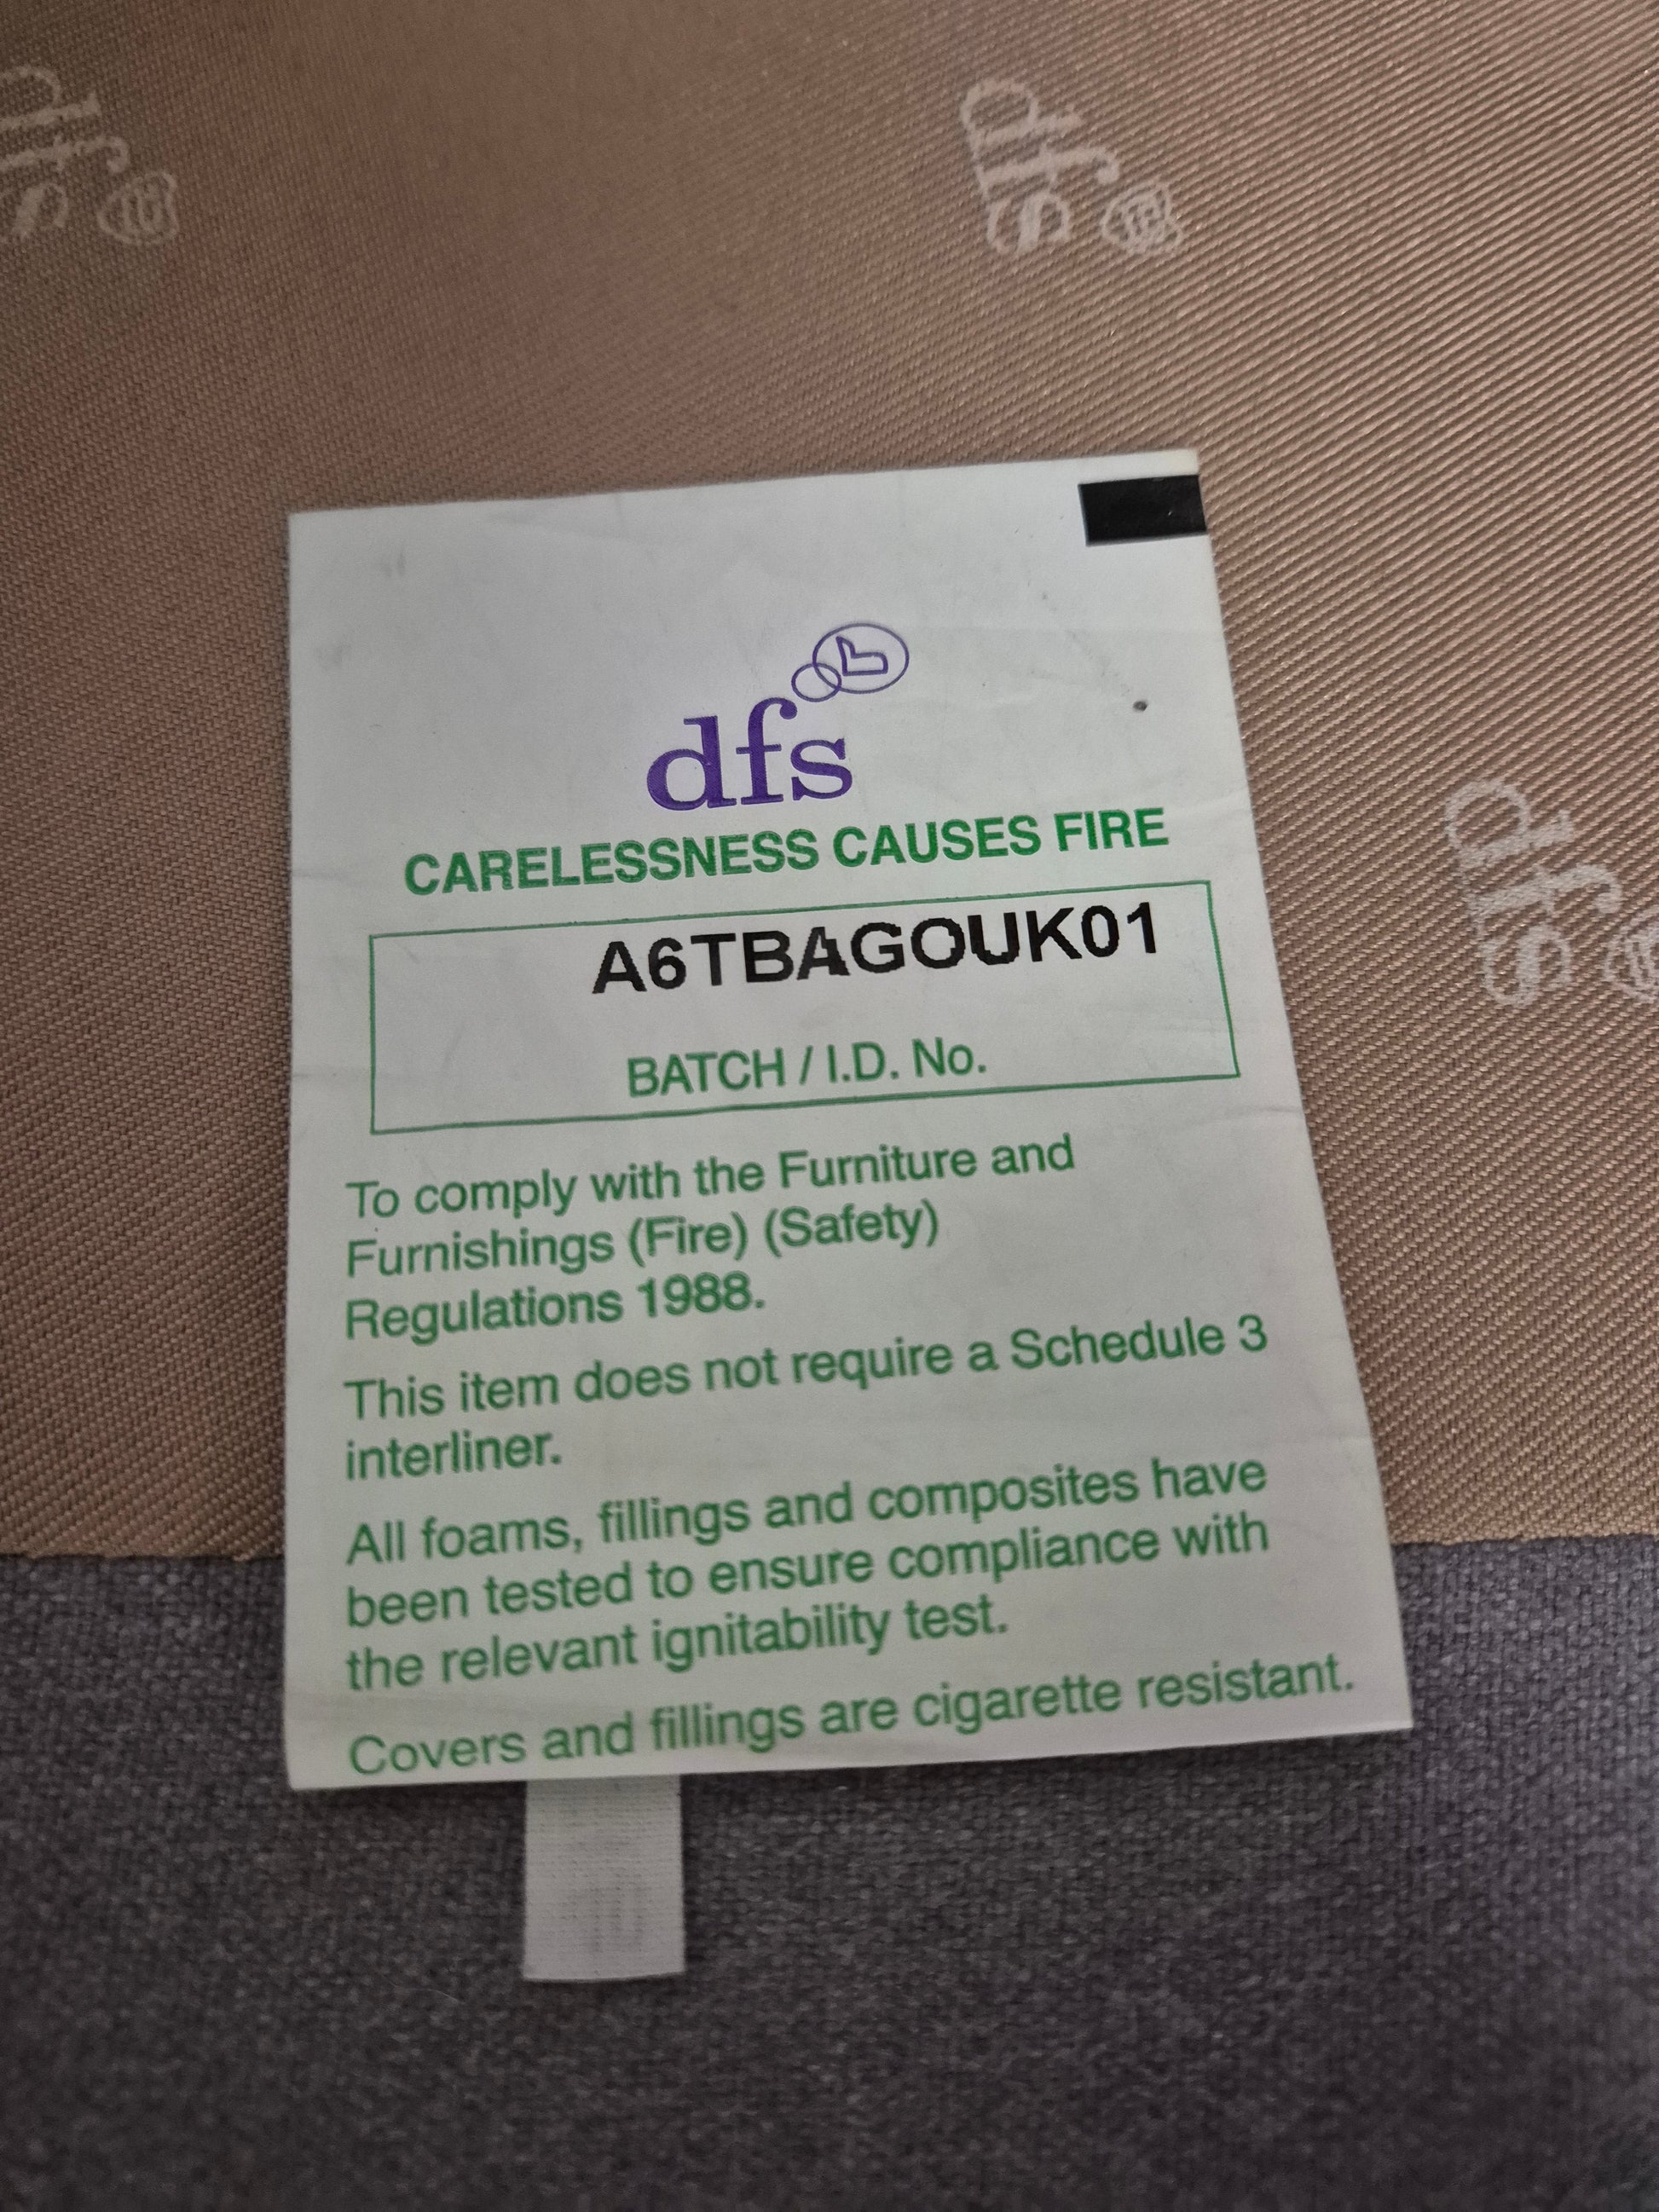 dfs
dfs
dfs
dfs
CARELESSNESS CAUSES FIRE
A6TBAGOUK01
BATCH / I.D. No.
To comply with the Furniture and
Furnishings (Fire) (Safety)
Regulations 1988.
This item does not require a Schedule 3
interliner.
All foams, fillings and composites have
been tested to ensure compliance with
the relevant ignitability test.
Covers and fillings are cigarette resistant.